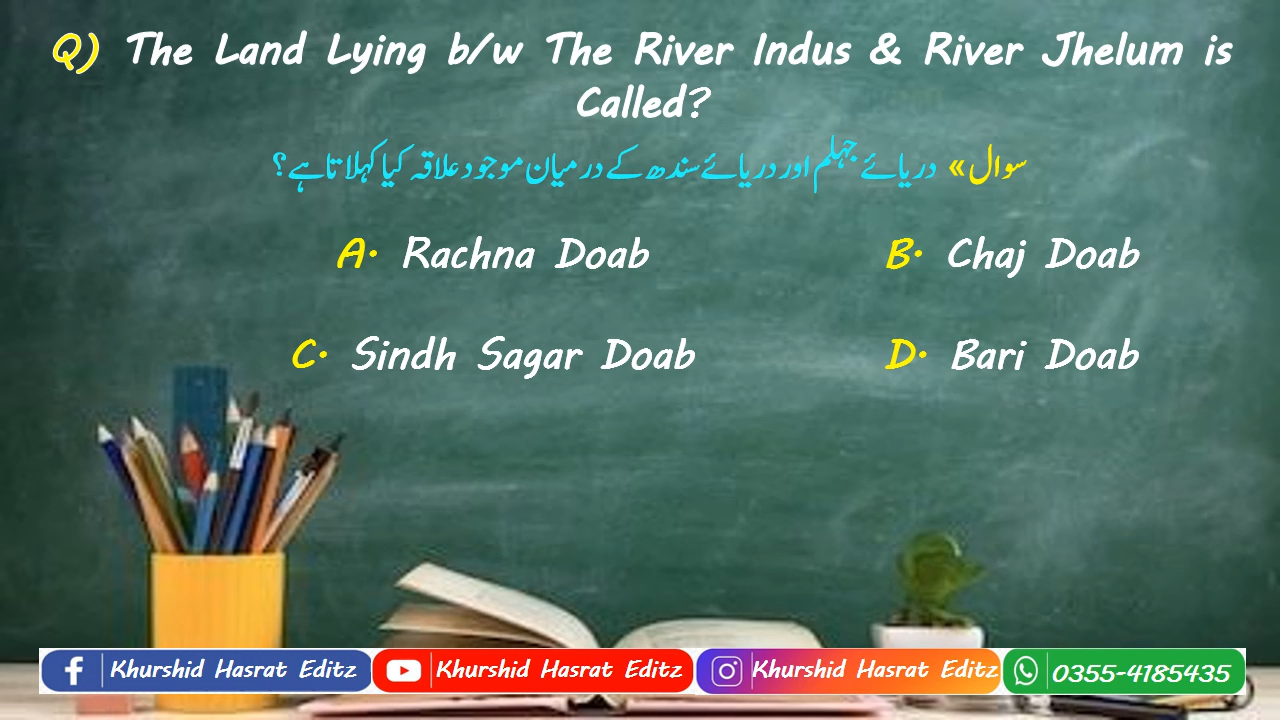 Q) The Land Lying b/w The River Indus & River Jhelum is
Called?
سوال» دریائے جہلم اور دریائے سندھ کے درمیان موجود علاقہ کیا کہلاتا ہے؟
A. Rachna Doab
B. Chaj Doab
C. Sindh Sagar Doab
D. Bari Doab
Khurshid Hasrat Editz
Khurshid Hasrat Editz
Khurshid Hasrat Editz
0355-4185435